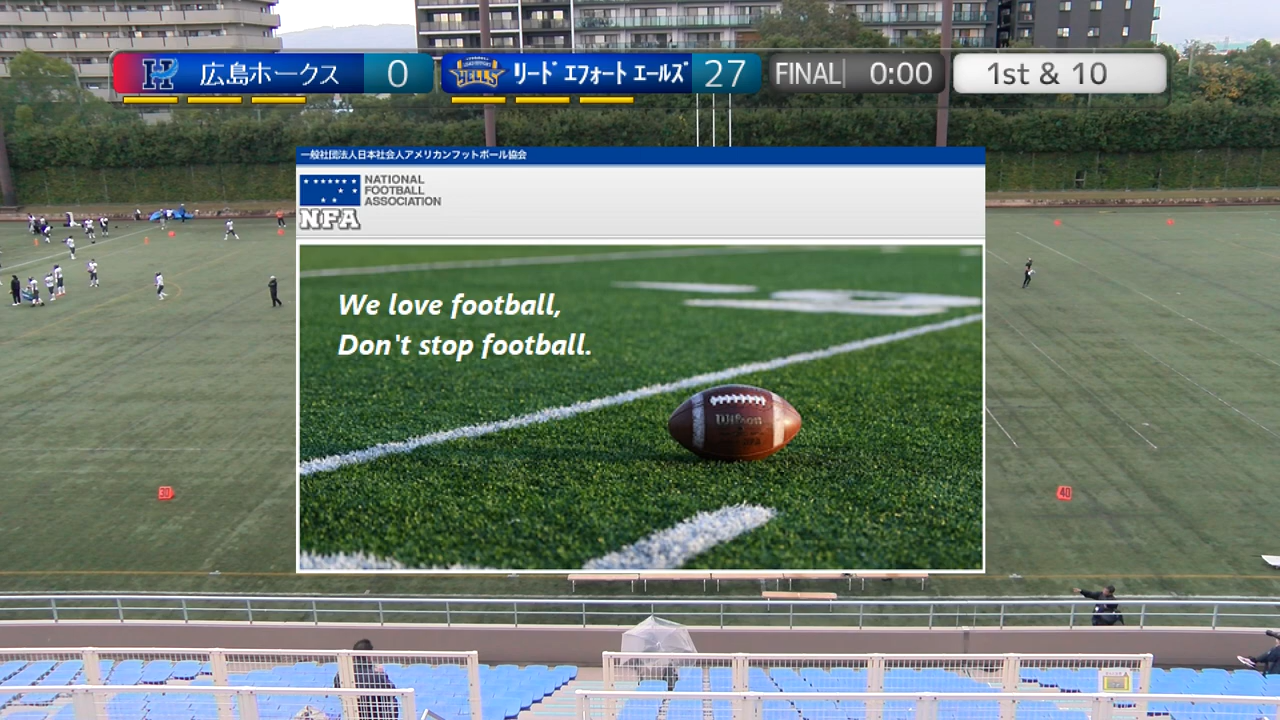 広島ホークス 0 リード エフォート エールズ 27 FINAL 0:00 1st & 10
一般社団法人日本社会人アメリカンフットボール協会
NATIONAL
FOOTBALL
ASSOCIATION
NFA
We love football,
Don't stop football.
Wilson
30
40